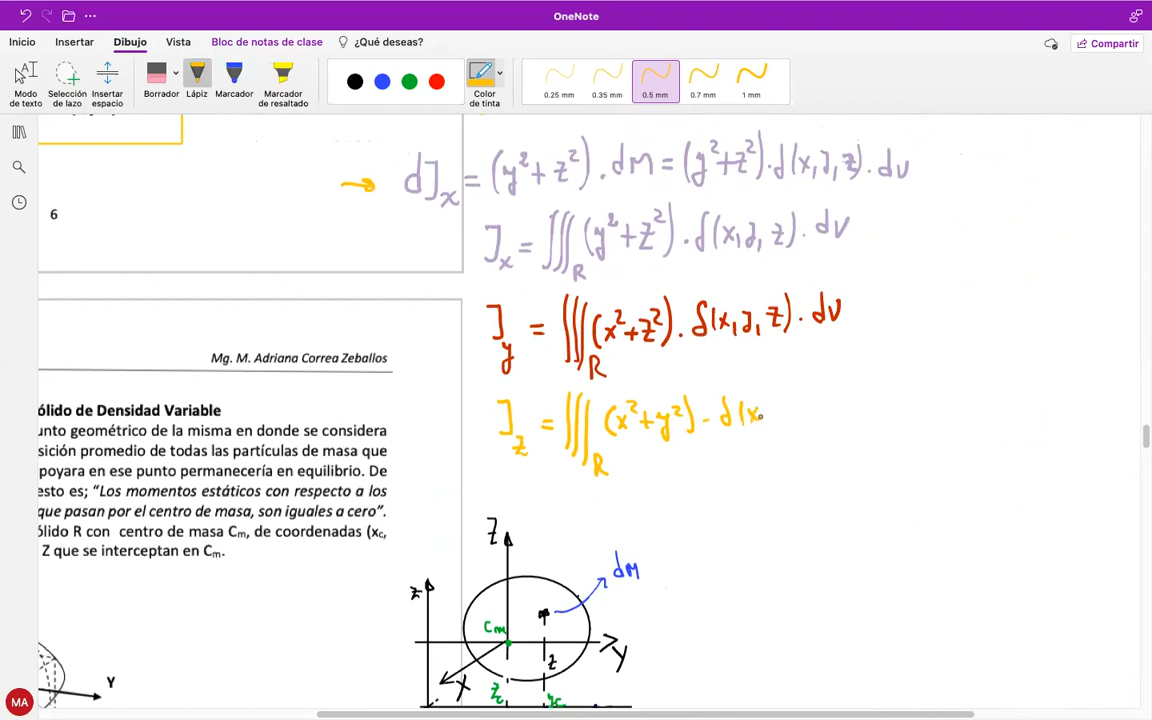 OneNote
Inicio Insertar Dibujo Vista Bloc de notas de clase ¿Qué deseas? Compartir
Modo de texto Selección de lazo Insertar espacio Borrador Lápiz Marcador Marcador de resaltado Color de tinta 0.25 mm 0.35 mm 0.5 mm 0.7 mm 1 mm
dJx = (y²+z²).dM = (y²+z²).δ(x,y,z).dv
6
Jx = ∭R (y²+z²).δ(x,y,z).dv
Jy = ∭R (x²+z²).δ(x,y,z).dv
Mg. M. Adriana Correa Zeballos
Jz = ∭R (x²+y²)-δ(x
ólido de Densidad Variable
unto geométrico de la misma en donde se considera
sición promedio de todas las partículas de masa que
poyara en ese punto permanecería en equilibrio. De
esto es; “Los momentos estáticos con respecto a los
que pasan por el centro de masa, son iguales a cero”.
ólido R con centro de masa Cm, de coordenadas (xc,
Z que se interceptan en Cm.
Z
dM
z
Cm
Y
z
X
Y
zc
yc
MA